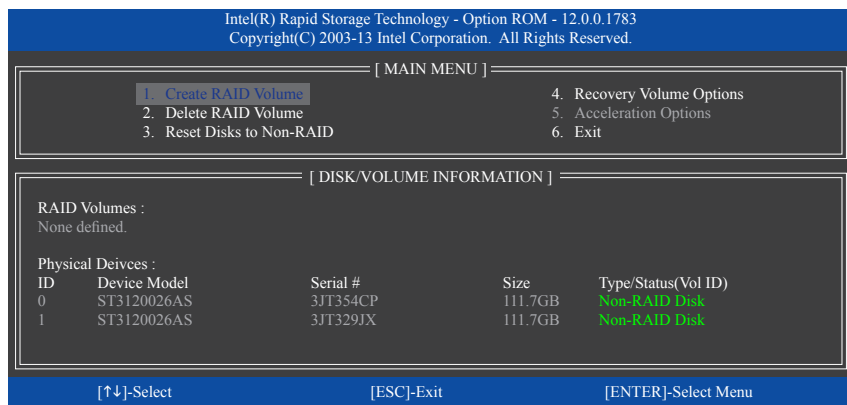 Intel(R) Rapid Storage Technology - Option ROM - 12.0.0.1783
Copyright(C) 2003-13 Intel Corporation. All Rights Reserved.
[ MAIN MENU ]
1. Create RAID Volume
2. Delete RAID Volume
3. Reset Disks to Non-RAID
4. Recovery Volume Options
5. Acceleration Options
6. Exit
[ DISK/VOLUME INFORMATION ]
RAID Volumes :
None defined.
Physical Deivces :
ID Device Model Serial # Size Type/Status(Vol ID)
0 ST3120026AS 3JT354CP 111.7GB Non-RAID Disk
1 ST3120026AS 3JT329JX 111.7GB Non-RAID Disk
[↑↓]-Select [ESC]-Exit [ENTER]-Select Menu